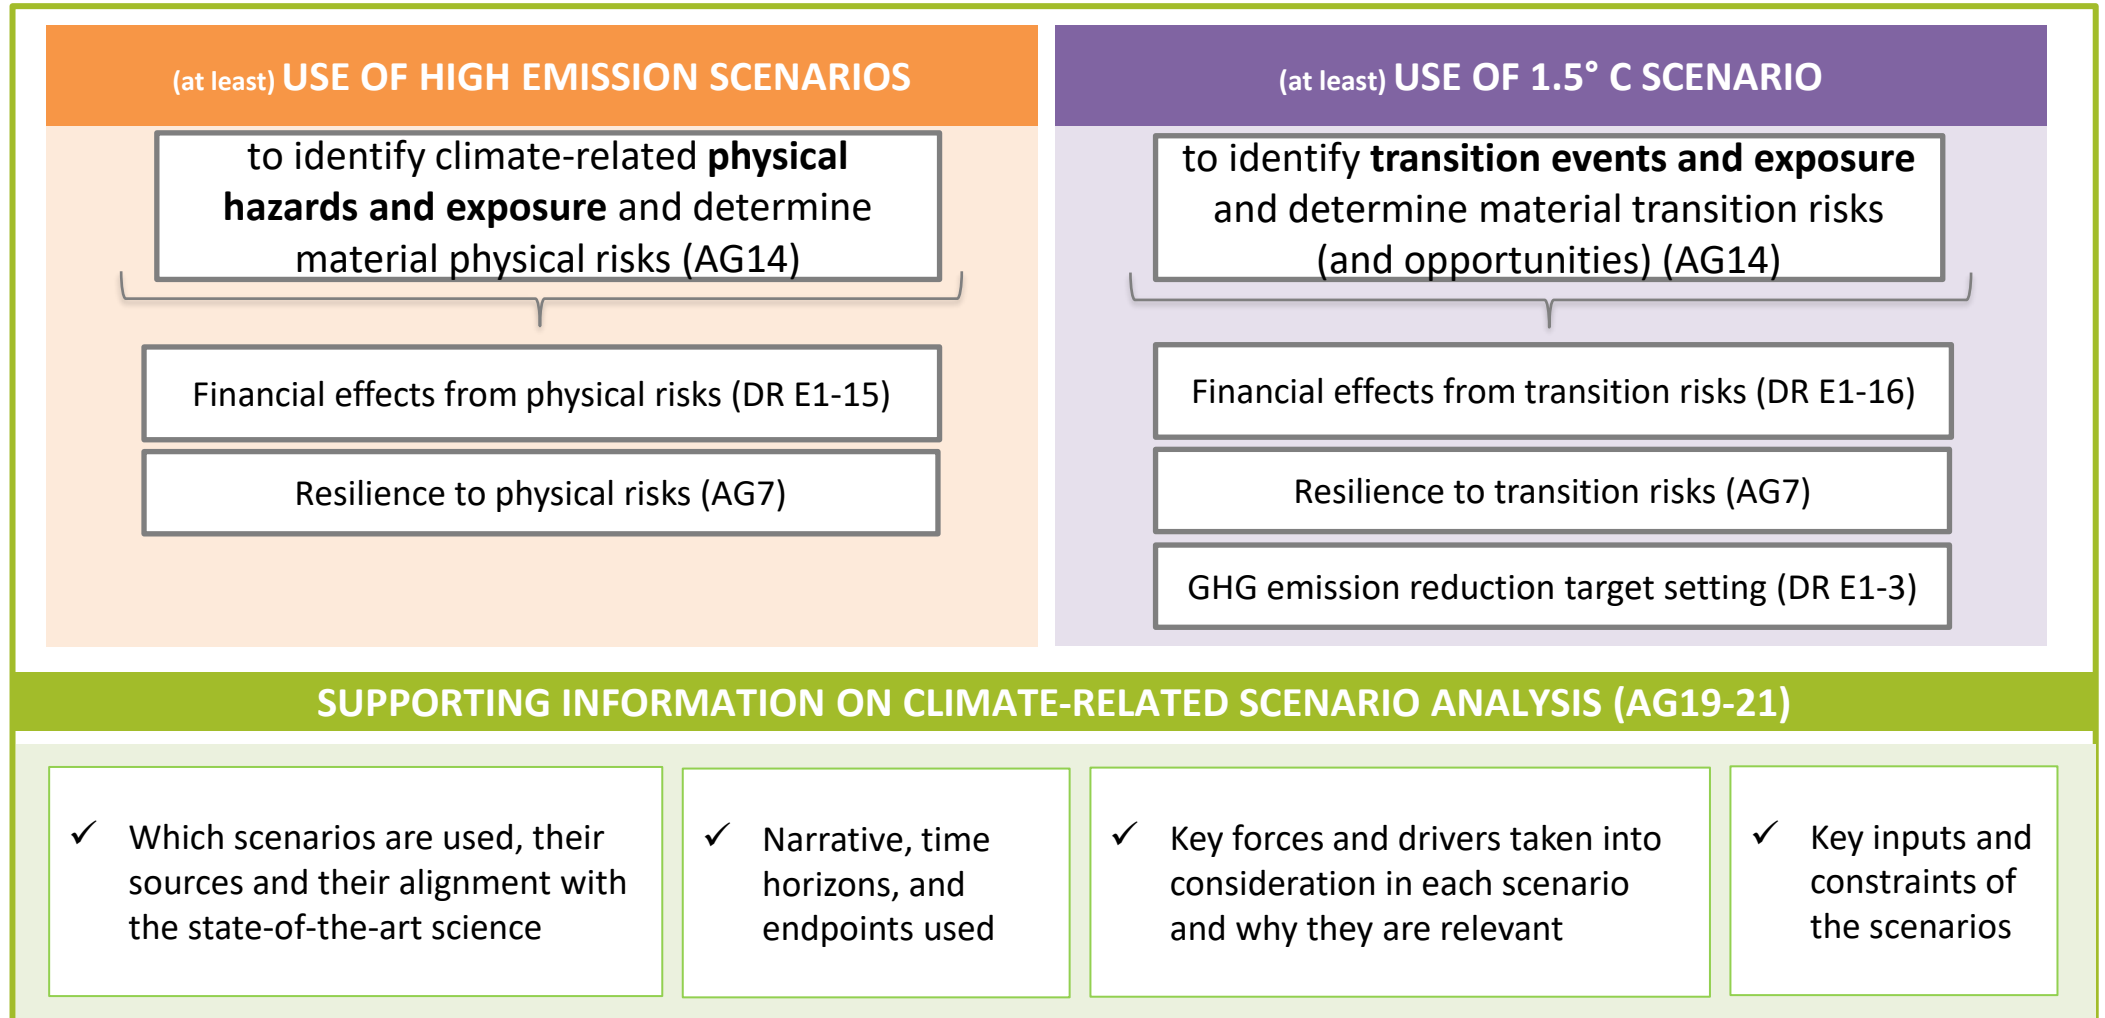 (at least) USE OF HIGH EMISSION SCENARIOS
to identify climate-related physical
hazards and exposure and determine
material physical risks (AG14)
Financial effects from physical risks (DR E1-15)
Resilience to physical risks (AG7)
(at least) USE OF 1.5° C SCENARIO
to identify transition events and exposure
and determine material transition risks
(and opportunities) (AG14)
Financial effects from transition risks (DR E1-16)
Resilience to transition risks (AG7)
GHG emission reduction target setting (DR E1-3)
SUPPORTING INFORMATION ON CLIMATE-RELATED SCENARIO ANALYSIS (AG19-21)
✓ Which scenarios are used, their
sources and their alignment with
the state-of-the-art science
✓ Narrative, time
horizons, and
endpoints used
✓ Key forces and drivers taken into
consideration in each scenario
and why they are relevant
✓ Key inputs and
constraints of
the scenarios